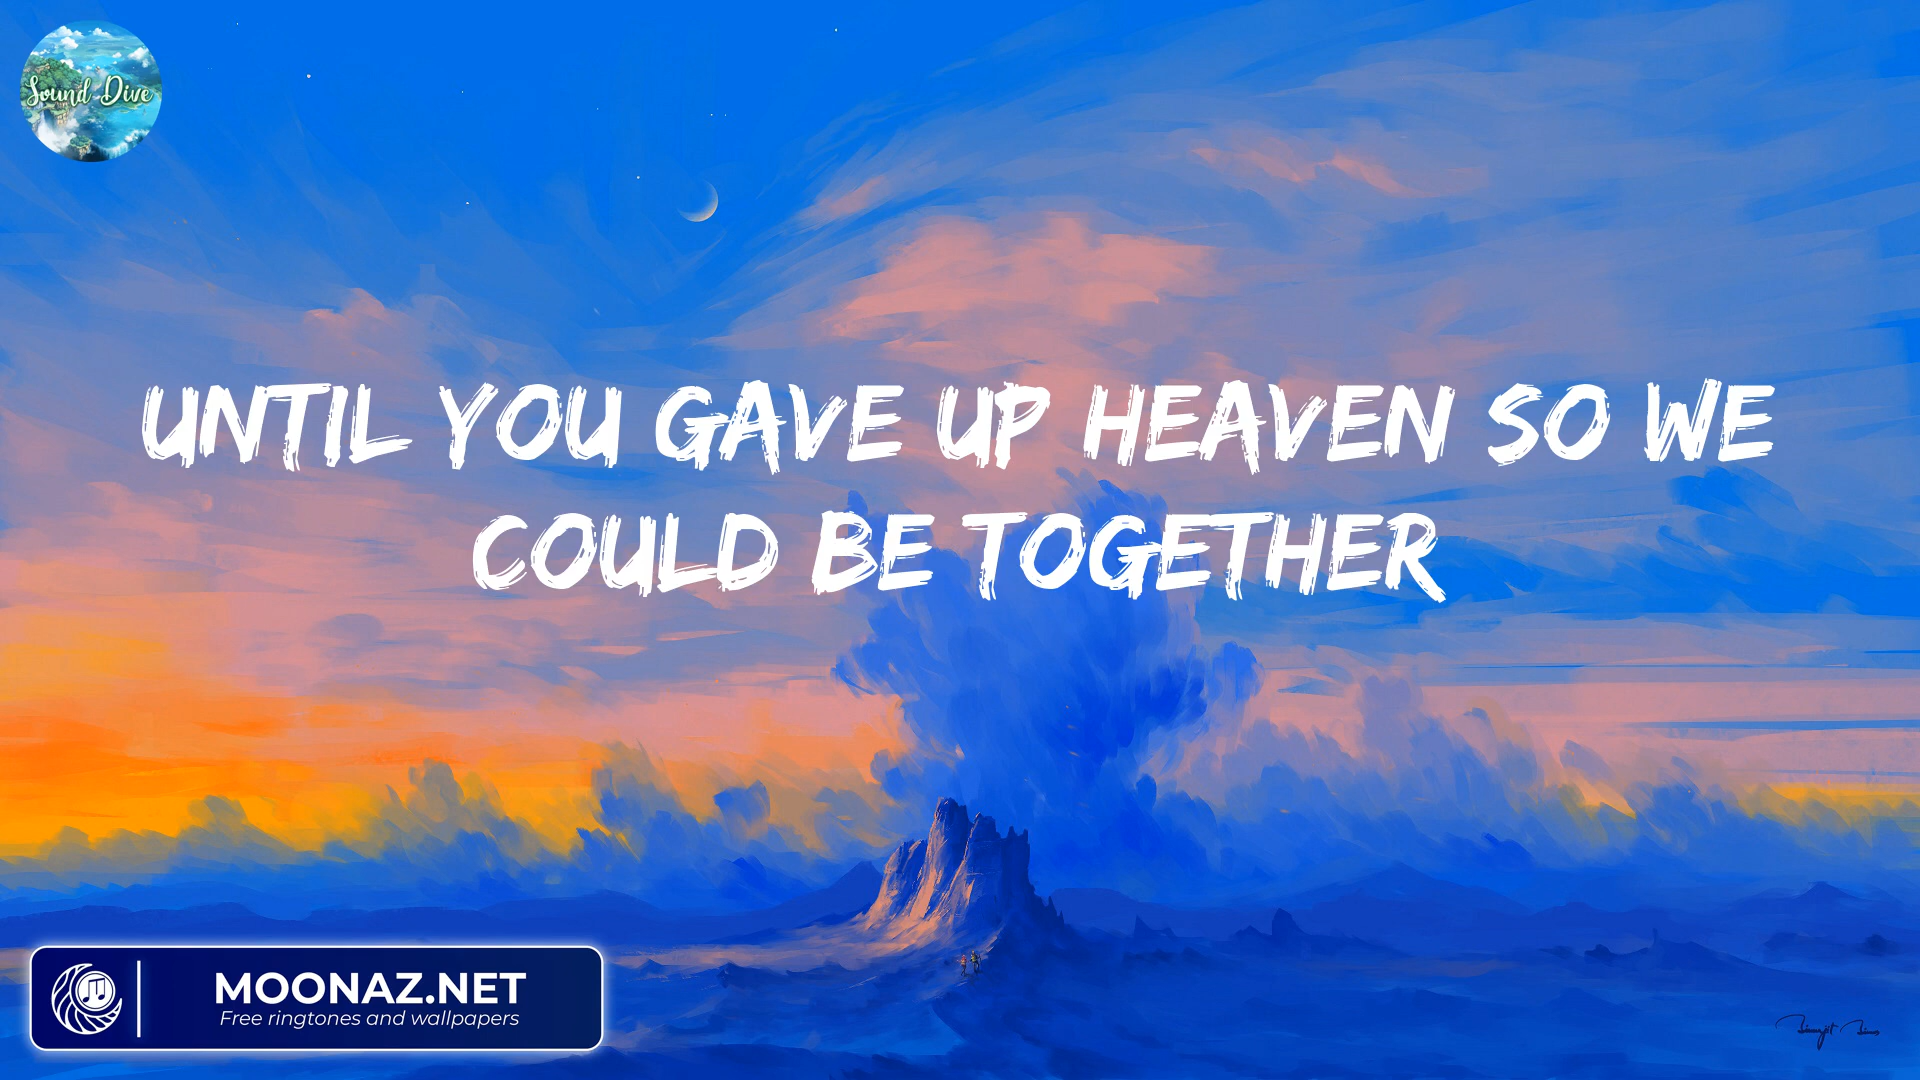 Sound Dive
UNTIL YOU GAVE UP HEAVEN SO WE
COULD BE TOGETHER
MOONAZ.NET
Free ringtones and wallpapers